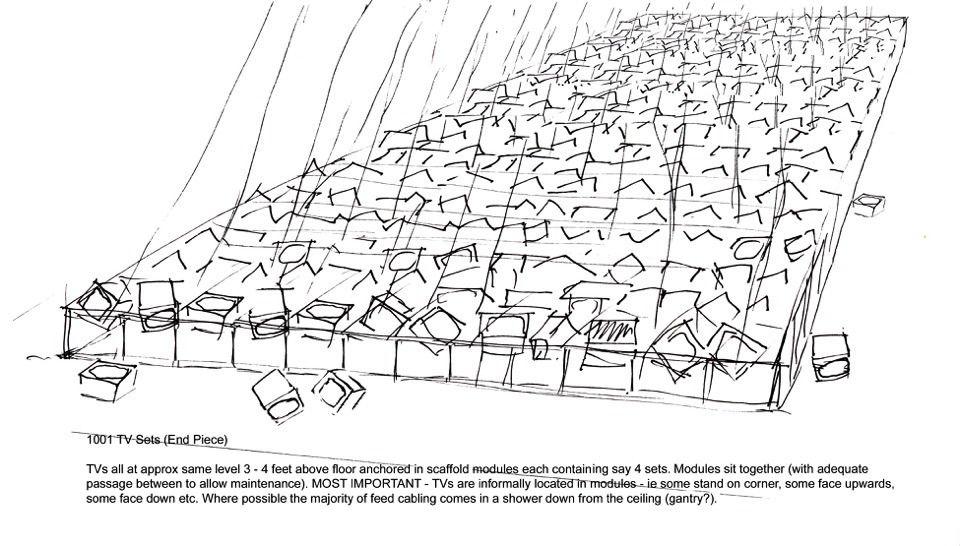 1001 TV Sets (End Piece)
TVs all at approx same level 3 - 4 feet above floor anchored in scaffold modules each containing say 4 sets. Modules sit together (with adequate
passage between to allow maintenance). MOST IMPORTANT - TVs are informally located in modules - ie some stand on corner, some face upwards,
some face down etc. Where possible the majority of feed cabling comes in a shower down from the ceiling (gantry?).